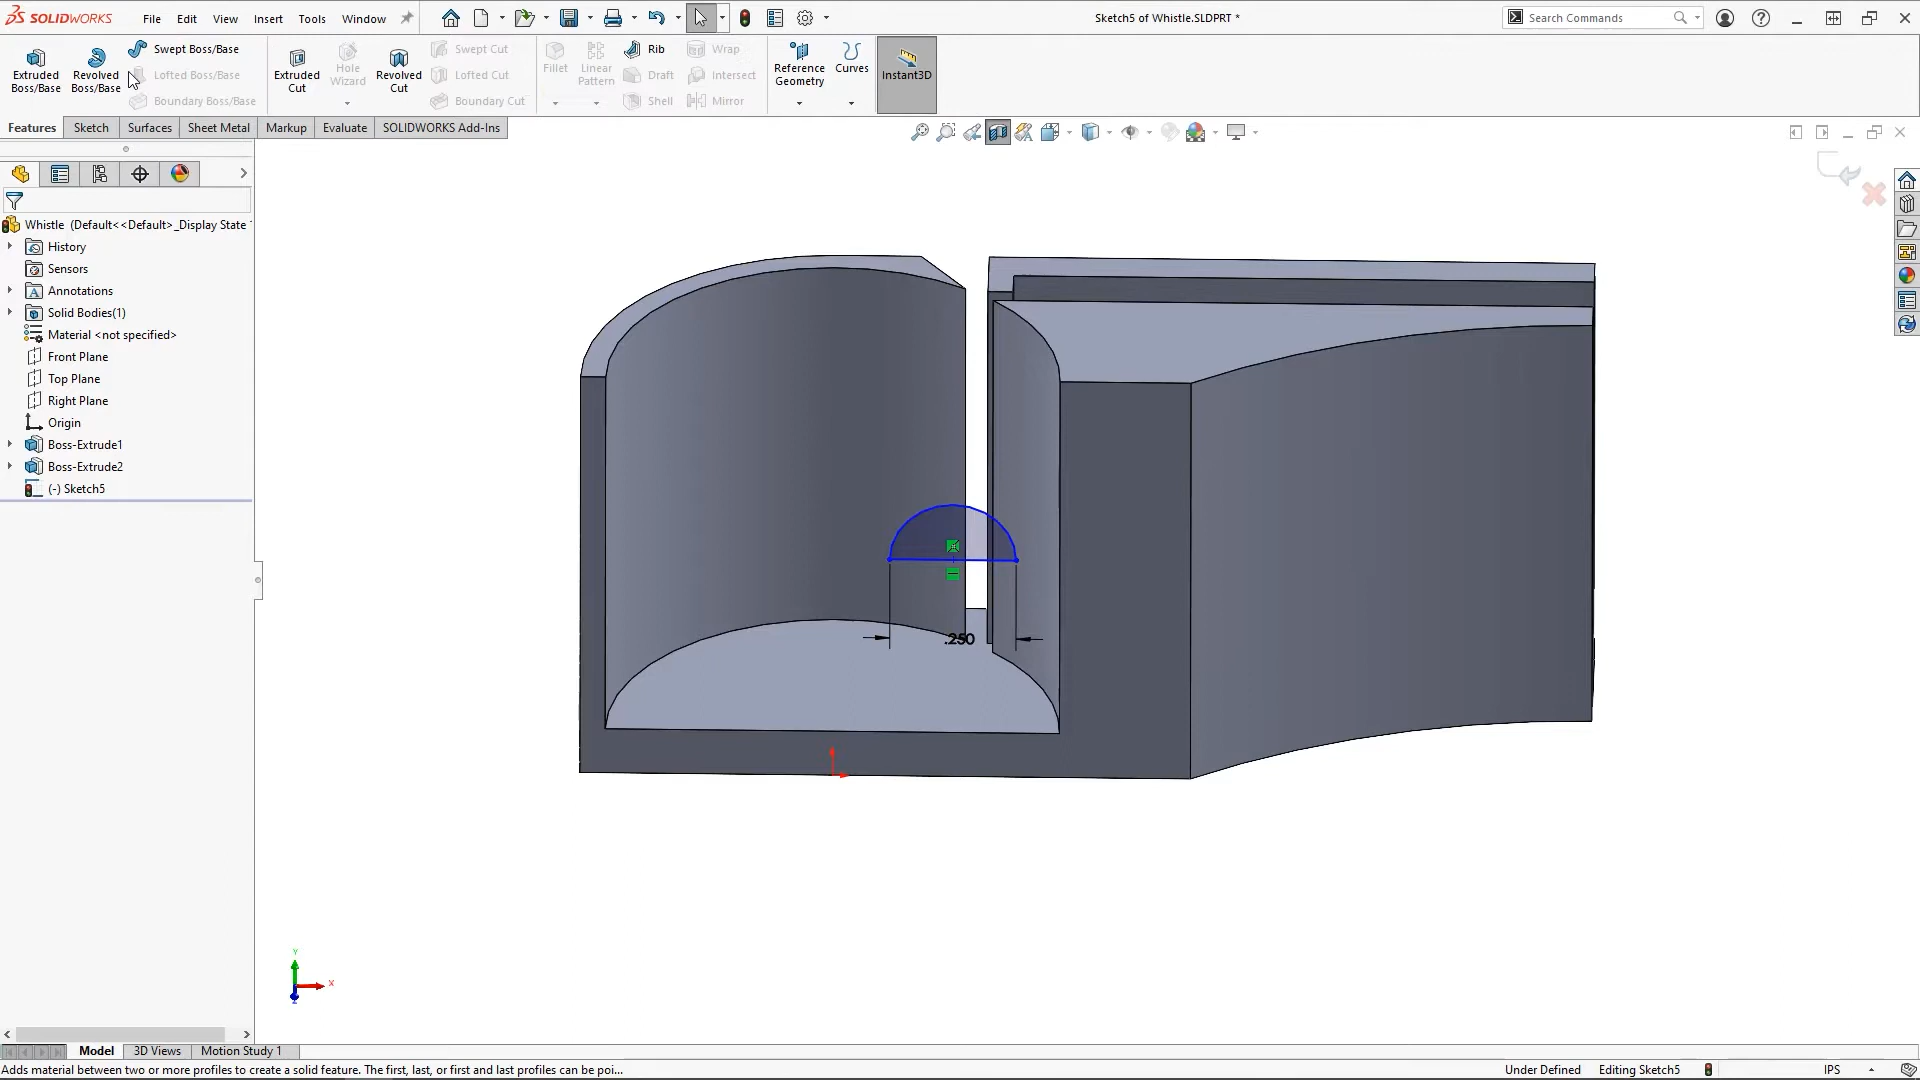 SOLIDWORKS File Edit View Insert Tools Window Sketch5 of Whistle.SLDPRT * Search Commands
Extruded Boss/Base
Revolved Boss/Base
Swept Boss/Base
Lofted Boss/Base
Boundary Boss/Base
Extruded Cut
Hole Wizard
Revolved Cut
Swept Cut
Lofted Cut
Boundary Cut
Fillet
Linear Pattern
Rib
Draft
Shell
Wrap
Intersect
Mirror
Reference Geometry
Curves
Instant3D
Features Sketch Surfaces Sheet Metal Markup Evaluate SOLIDWORKS Add-Ins
Whistle (Default<<Default>_Display State
History
Sensors
Annotations
Solid Bodies(1)
Material <not specified>
Front Plane
Top Plane
Right Plane
Origin
Boss-Extrude1
Boss-Extrude2
(-) Sketch5
.250
Y
X
Z
Model 3D Views Motion Study 1
Adds material between two or more profiles to create a solid feature. The first, last, or first and last profiles can be poi... Under Defined Editing Sketch5 IPS